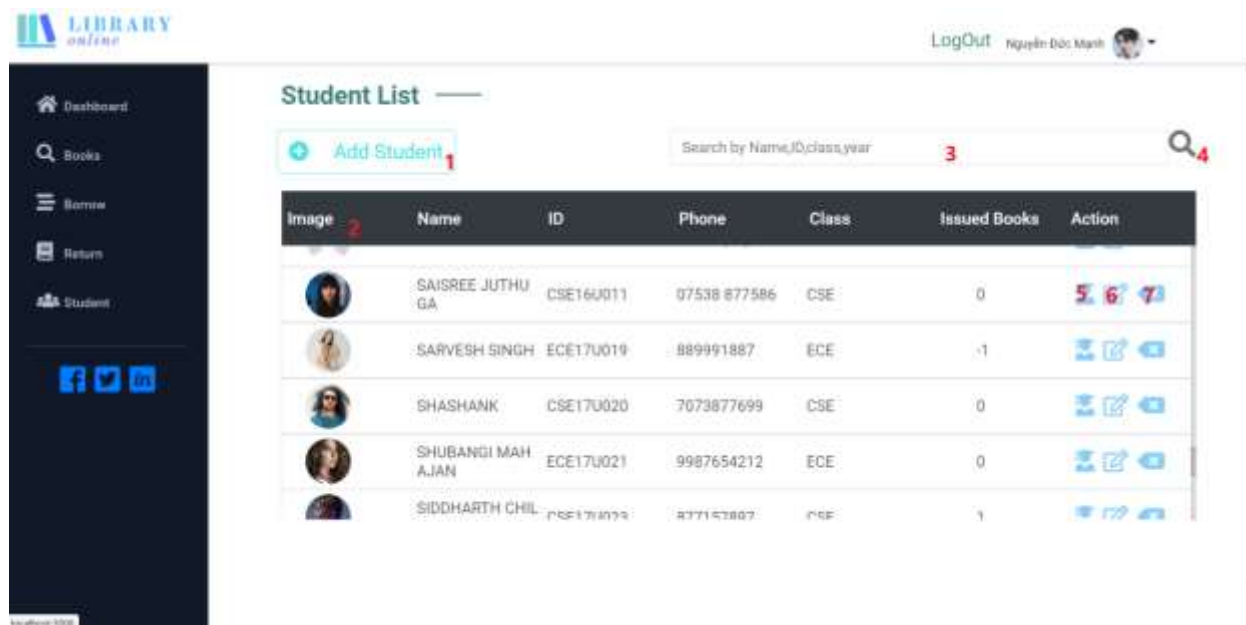 LIBRARY
online
LogOut Nguyễn Đức Mạnh
Dashboard
Books
Borrow
Return
Student
Student List
Add Student 1
Search by Name,ID,class,year 3
4
Image 2 Name ID Phone Class Issued Books Action
SAISREE JUTHU
GA CSE16U011 07538 877586 CSE 0 5 6 7
SARVESH SINGH ECE17U019 889991887 ECE -1
SHASHANK CSE17U020 7073877699 CSE 0
SHUBANGI MAH
AJAN ECE17U021 9987654212 ECE 0
SIDDHARTH CHIL
CSE17U023 877157897 CSE